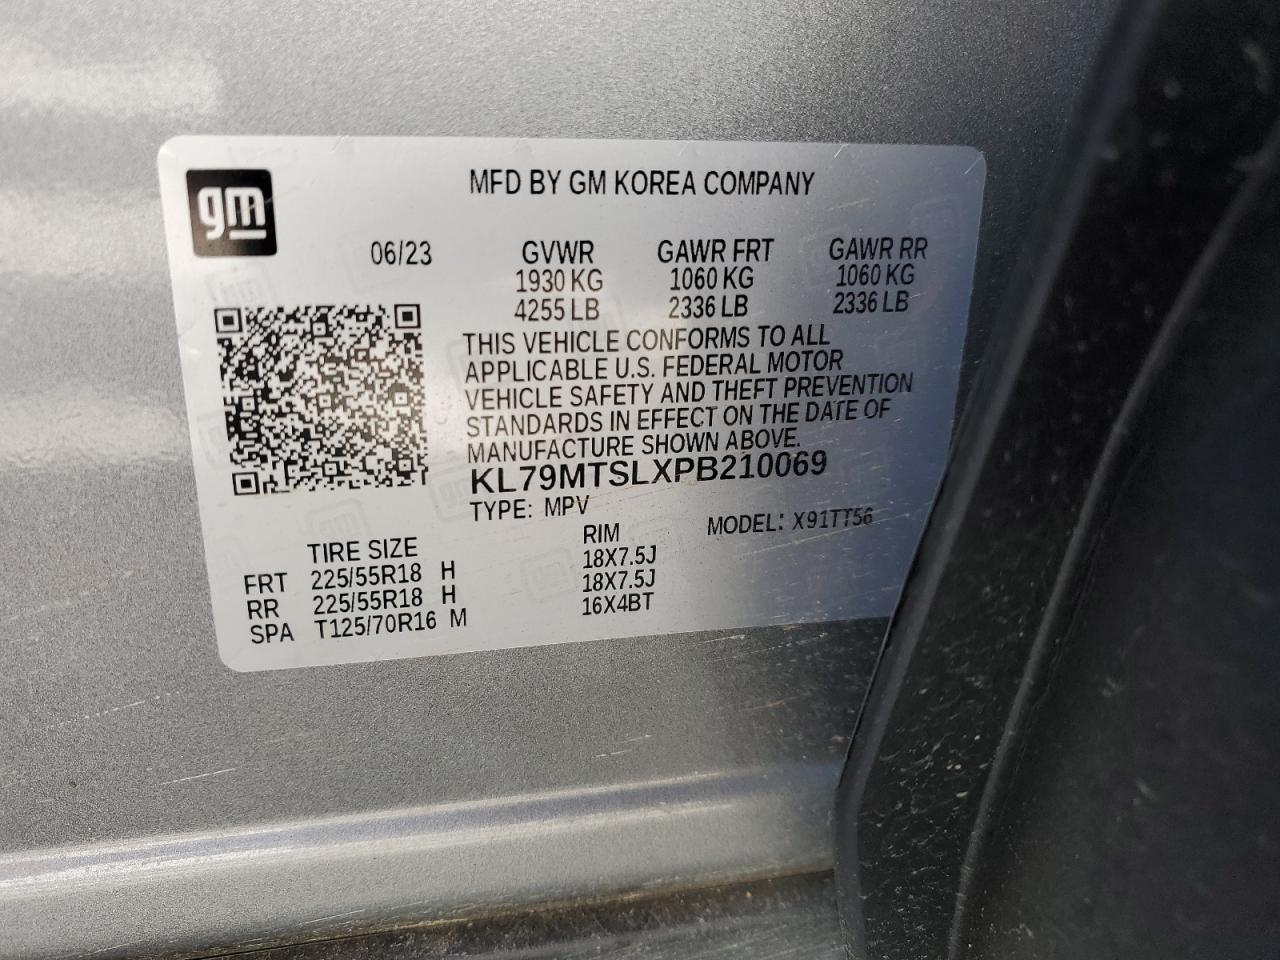 gm
MFD BY GM KOREA COMPANY
06/23 GVWR GAWR FRT GAWR RR
1930 KG 1060 KG 1060 KG
4255 LB 2336 LB 2336 LB
THIS VEHICLE CONFORMS TO ALL
APPLICABLE U.S. FEDERAL MOTOR
VEHICLE SAFETY AND THEFT PREVENTION
STANDARDS IN EFFECT ON THE DATE OF
MANUFACTURE SHOWN ABOVE.
KL79MTSLXPB210069
TYPE: MPV MODEL: X91TT56
TIRE SIZE RIM
FRT 225/55R18 H 18X7.5J
RR 225/55R18 H 18X7.5J
SPA T125/70R16 M 16X4BT